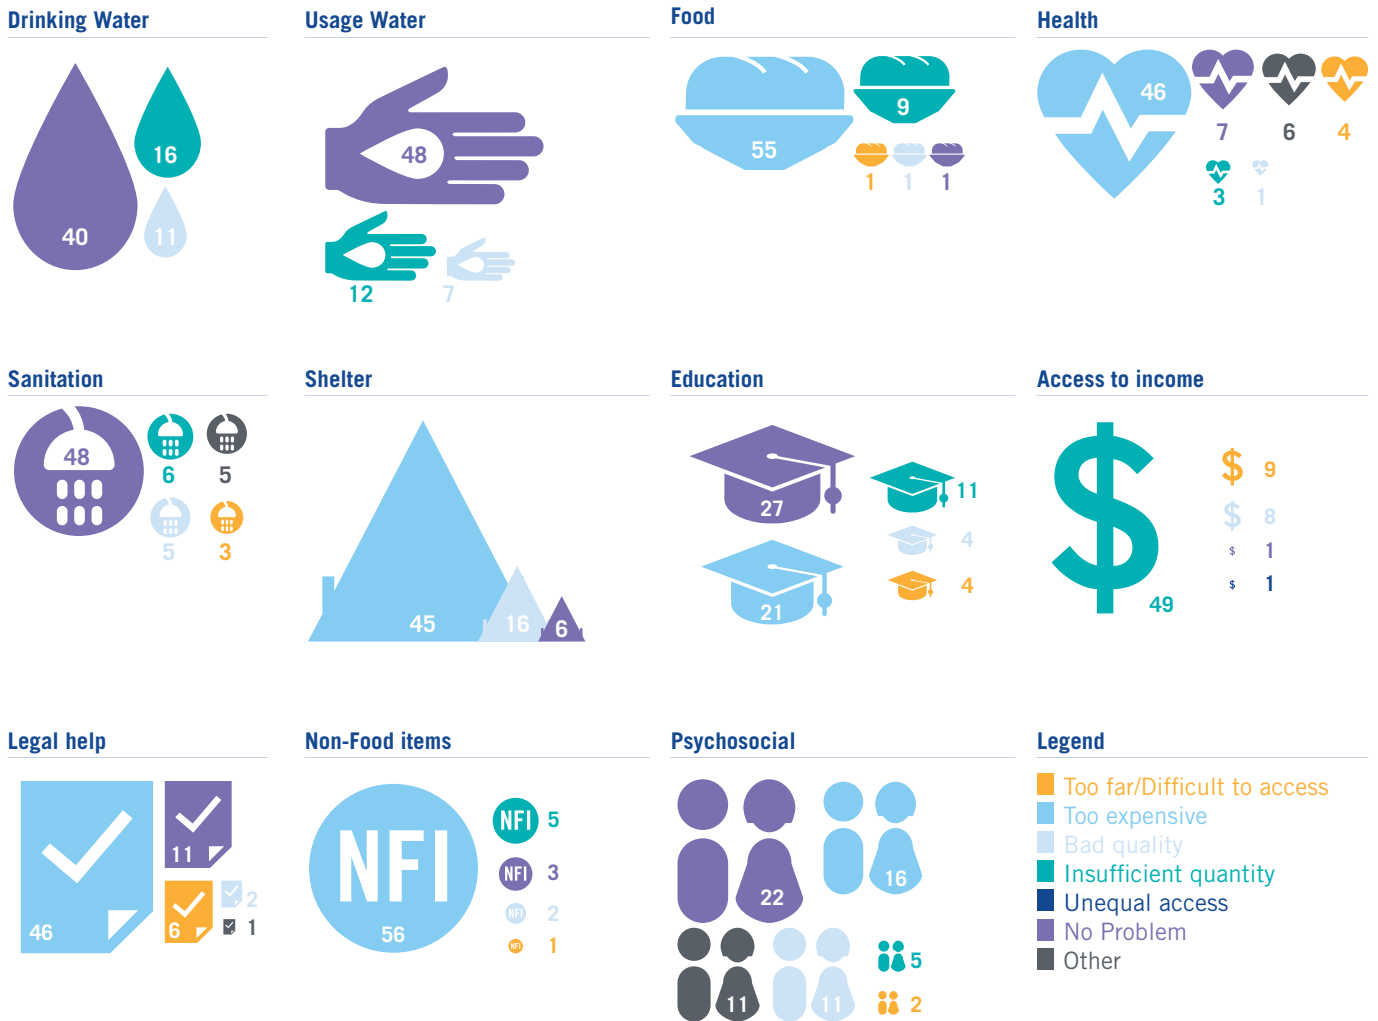 Drinking Water
40
16
11
Usage Water
48
12
7
Food
55
9
1
1
1
Health
46
7
6
4
3
1
Sanitation
48
6
5
5
3
Shelter
45
16
6
Education
27
21
11
4
4
Access to income
$
49
$ 9
$ 8
$ 1
$ 1
Legal help
46
11
6
2
1
Non-Food items
NFI
56
NFI 5
NFI 3
NFI 2
NFI 1
Psychosocial
22
16
11
11
5
2
Legend
Too far/Difficult to access
Too expensive
Bad quality
Insufficient quantity
Unequal access
No Problem
Other